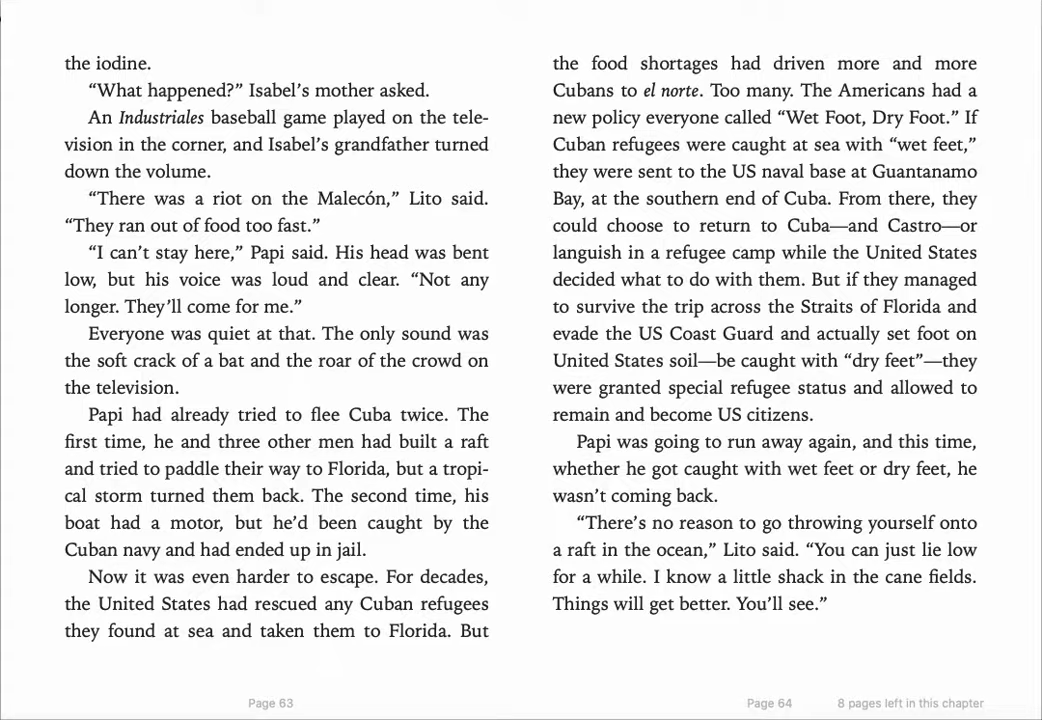 the iodine.
“What happened?” Isabel’s mother asked.
An Industriales baseball game played on the tele-
vision in the corner, and Isabel’s grandfather turned
down the volume.
“There was a riot on the Malecón,” Lito said.
“They ran out of food too fast.”
“I can’t stay here,” Papi said. His head was bent
low, but his voice was loud and clear. “Not any
longer. They’ll come for me.”
Everyone was quiet at that. The only sound was
the soft crack of a bat and the roar of the crowd on
the television.
Papi had already tried to flee Cuba twice. The
first time, he and three other men had built a raft
and tried to paddle their way to Florida, but a tropi-
cal storm turned them back. The second time, his
boat had a motor, but he’d been caught by the
Cuban navy and had ended up in jail.
Now it was even harder to escape. For decades,
the United States had rescued any Cuban refugees
they found at sea and taken them to Florida. But
Page 63
the food shortages had driven more and more
Cubans to el norte. Too many. The Americans had a
new policy everyone called “Wet Foot, Dry Foot.” If
Cuban refugees were caught at sea with “wet feet,”
they were sent to the US naval base at Guantanamo
Bay, at the southern end of Cuba. From there, they
could choose to return to Cuba—and Castro—or
languish in a refugee camp while the United States
decided what to do with them. But if they managed
to survive the trip across the Straits of Florida and
evade the US Coast Guard and actually set foot on
United States soil—be caught with “dry feet”—they
were granted special refugee status and allowed to
remain and become US citizens.
Papi was going to run away again, and this time,
whether he got caught with wet feet or dry feet, he
wasn’t coming back.
“There’s no reason to go throwing yourself onto
a raft in the ocean,” Lito said. “You can just lie low
for a while. I know a little shack in the cane fields.
Things will get better. You’ll see.”
Page 64
8 pages left in this chapter